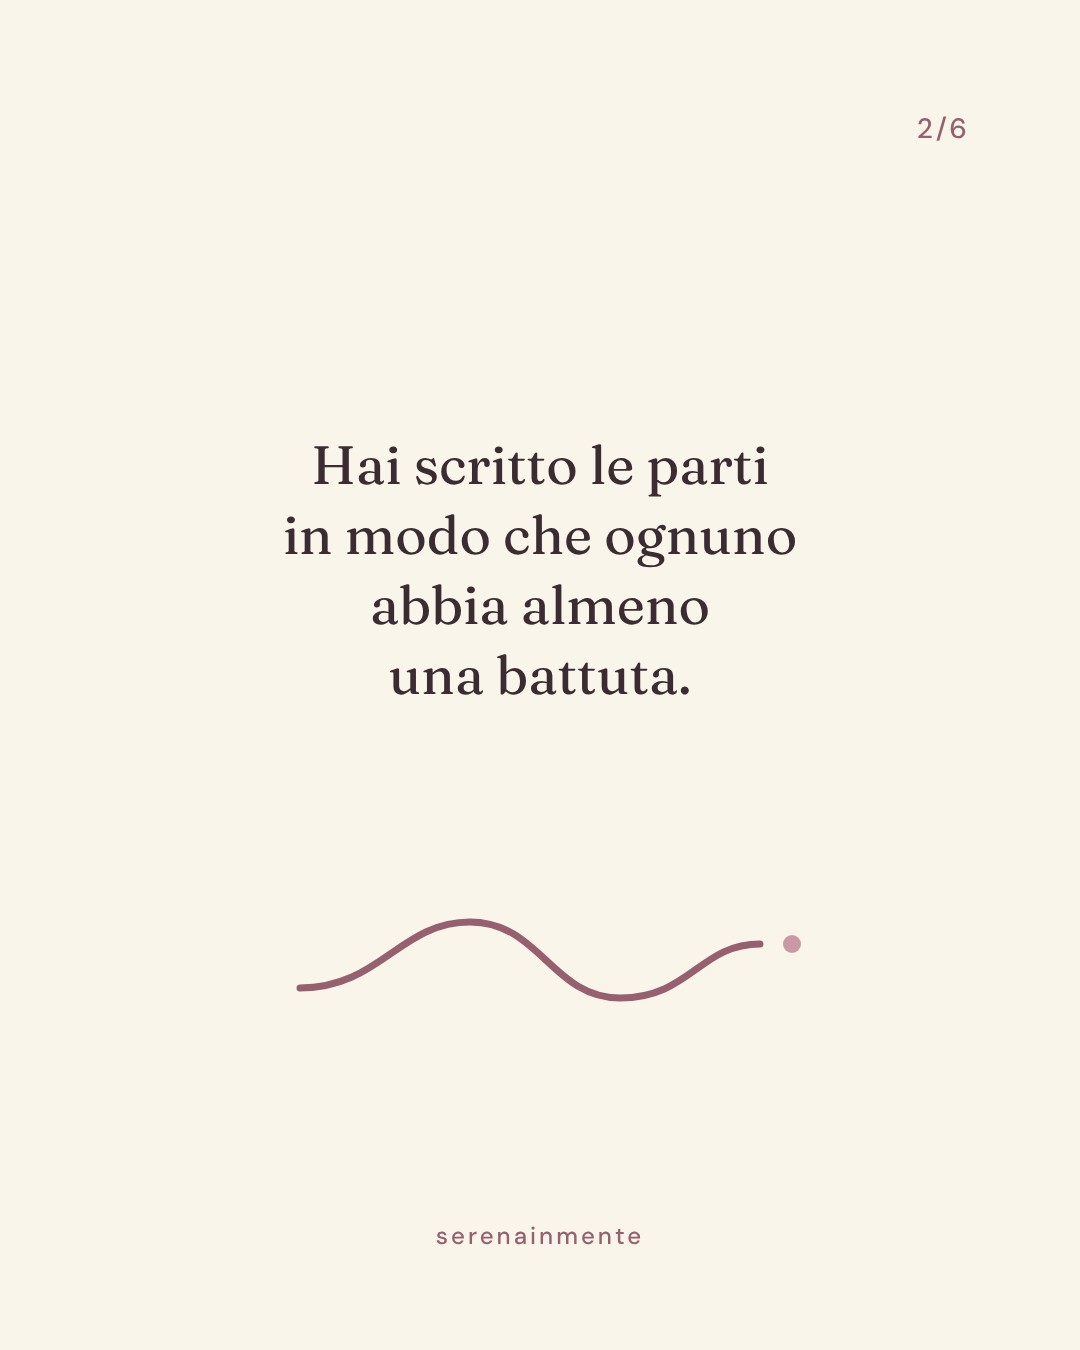 2/6
Hai scritto le parti
in modo che ognuno
abbia almeno
una battuta.
serenainmente